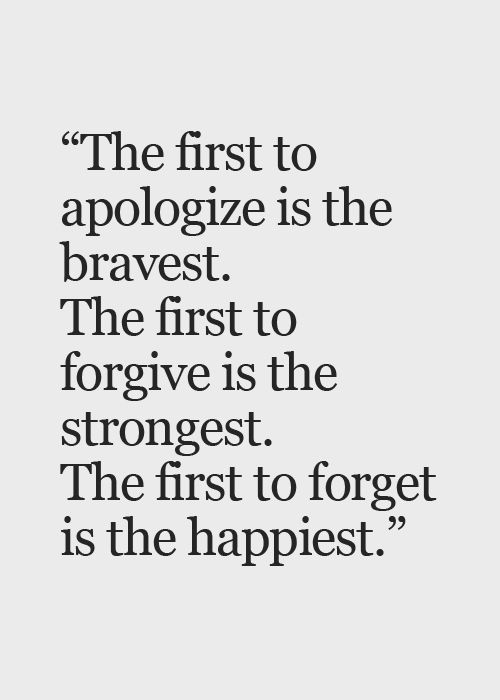 “The first to
apologize is the
bravest.
The first to
forgive is the
strongest.
The first to forget
is the happiest.”